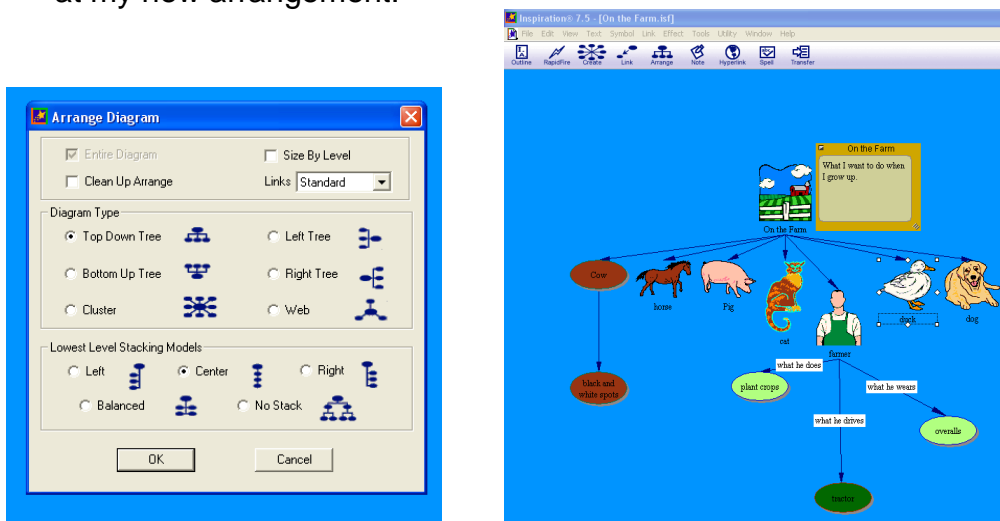 at my new arrangement.
Arrange Diagram
Entire Diagram
Size By Level
Clean Up Arrange
Links Standard
Diagram Type
Top Down Tree
Left Tree
Bottom Up Tree
Right Tree
Cluster
Web
Lowest Level Stacking Models
Left
Center
Right
Balanced
No Stack
OK
Cancel
Inspiration® 7.5 - [On the Farm.isf]
File Edit View Text Symbol Link Effect Tools Utility Window Help
Outline RapidFire Create Link Arrange Note Hyperlink Spell Transfer
On the Farm
What I want to do when
I grow up.
On the Farm
Cow
horse
Pig
cat
farmer
duck
dog
black and
white spots
what he does
plant crops
what he wears
overalls
what he drives
tractor